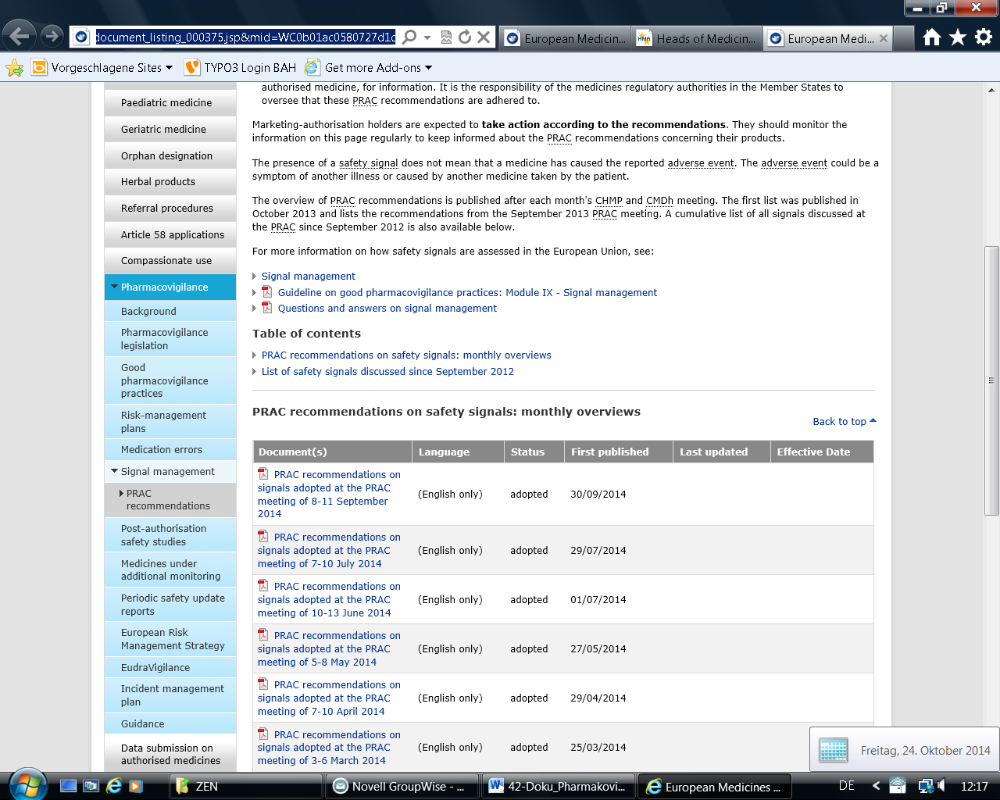 document_listing_000375.jsp&mid=WC0b01ac0580727d1c
European Medicin...
Heads of Medicin...
European Medi...
Vorgeschlagene Sites
TYPO3 Login BAH
Get more Add-ons
Paediatric medicine
Geriatric medicine
Orphan designation
Herbal products
Referral procedures
Article 58 applications
Compassionate use
Pharmacovigilance
Background
Pharmacovigilance
legislation
Good
pharmacovigilance
practices
Risk-management
plans
Medication errors
Signal management
PRAC
recommendations
Post-authorisation
safety studies
Medicines under
additional monitoring
Periodic safety update
reports
European Risk
Management Strategy
EudraVigilance
Incident management
plan
Guidance
Data submission on
authorised medicines
authorised medicine, for information. It is the responsibility of the medicines regulatory authorities in the Member States to
oversee that these PRAC recommendations are adhered to.
Marketing-authorisation holders are expected to take action according to the recommendations. They should monitor the
information on this page regularly to keep informed about the PRAC recommendations concerning their products.
The presence of a safety signal does not mean that a medicine has caused the reported adverse event. The adverse event could be a
symptom of another illness or caused by another medicine taken by the patient.
The overview of PRAC recommendations is published after each month's CHMP and CMDh meeting. The first list was published in
October 2013 and lists the recommendations from the September 2013 PRAC meeting. A cumulative list of all signals discussed at
the PRAC since September 2012 is also available below.
For more information on how safety signals are assessed in the European Union, see:
Signal management
Guideline on good pharmacovigilance practices: Module IX - Signal management
Questions and answers on signal management
Table of contents
PRAC recommendations on safety signals: monthly overviews
List of safety signals discussed since September 2012
PRAC recommendations on safety signals: monthly overviews
Back to top
Document(s) Language Status First published Last updated Effective Date
PRAC recommendations on
signals adopted at the PRAC
meeting of 8-11 September
2014
(English only) adopted 30/09/2014
PRAC recommendations on
signals adopted at the PRAC
meeting of 7-10 July 2014
(English only) adopted 29/07/2014
PRAC recommendations on
signals adopted at the PRAC
meeting of 10-13 June 2014
(English only) adopted 01/07/2014
PRAC recommendations on
signals adopted at the PRAC
meeting of 5-8 May 2014
(English only) adopted 27/05/2014
PRAC recommendations on
signals adopted at the PRAC
meeting of 7-10 April 2014
(English only) adopted 29/04/2014
PRAC recommendations on
signals adopted at the PRAC
meeting of 3-6 March 2014
(English only) adopted 25/03/2014
Freitag, 24. Oktober 2014
ZEN
Novell GroupWise - ...
42-Doku_Pharmakovi...
European Medicines ...
DE
12:17